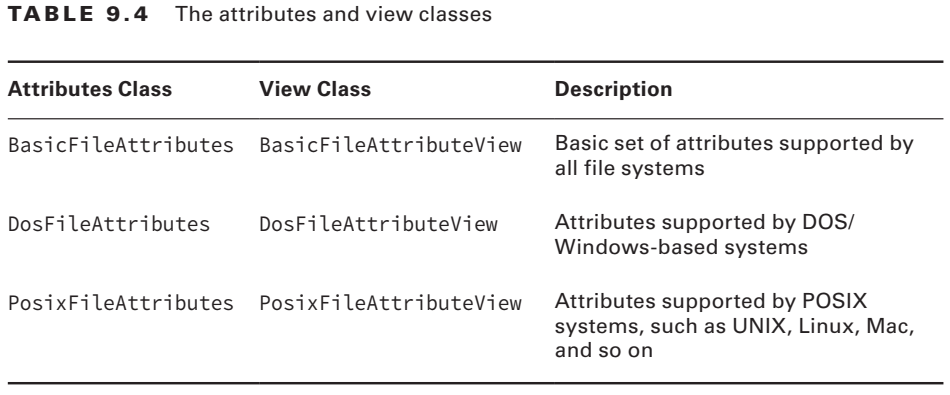 TABLE 9.4 The attributes and view classes
Attributes Class View Class Description
BasicFileAttributes BasicFileAttributeView Basic set of attributes supported by
all file systems
DosFileAttributes DosFileAttributeView Attributes supported by DOS/
Windows-based systems
PosixFileAttributes PosixFileAttributeView Attributes supported by POSIX
systems, such as UNIX, Linux, Mac,
and so on